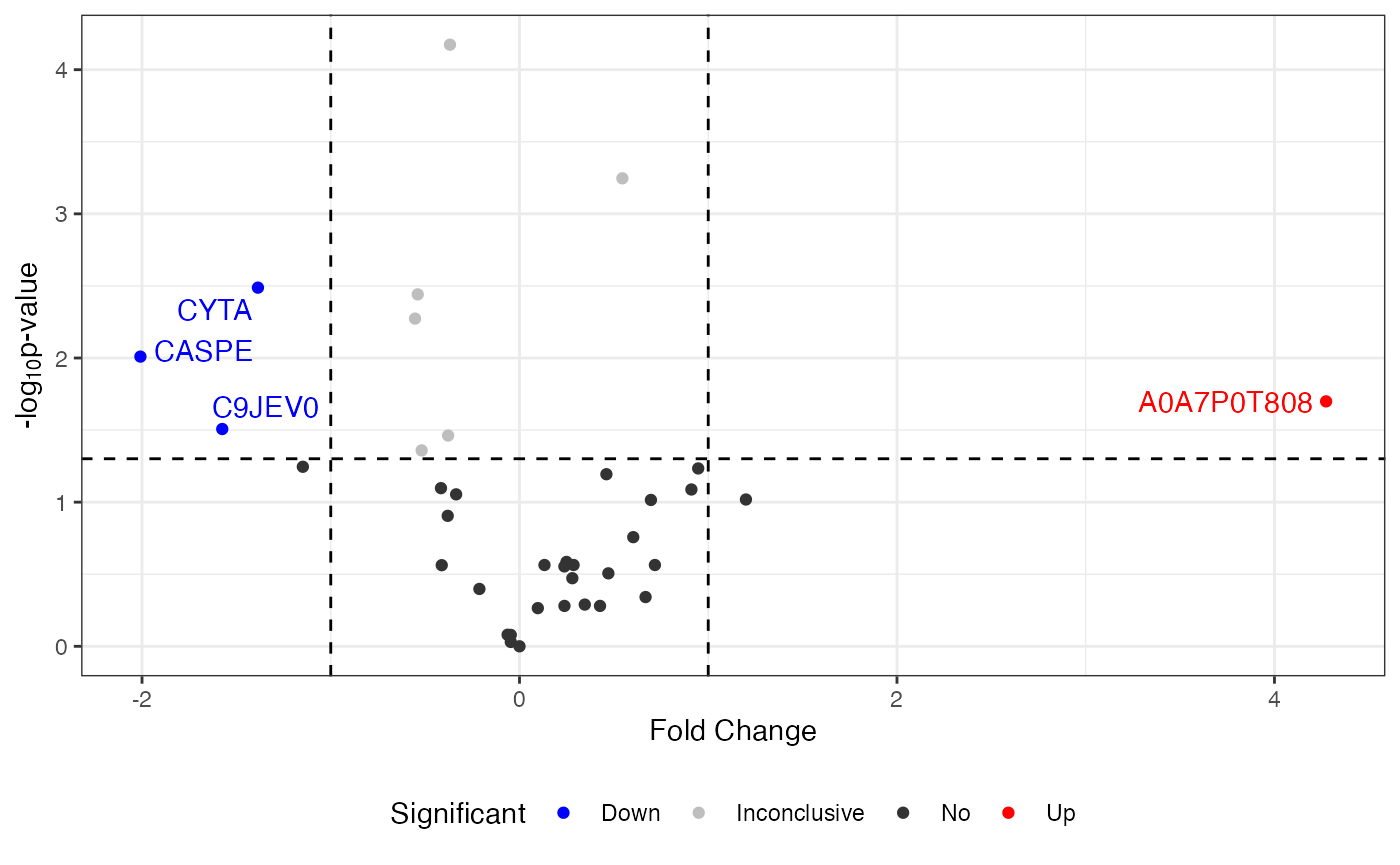 4
3
2
1
0
-log₁₀p-value
CYTA
CASPE
C9JEV0
A0A7P0T808
-2 0 2 4
Fold Change
Significant Down Inconclusive No Up